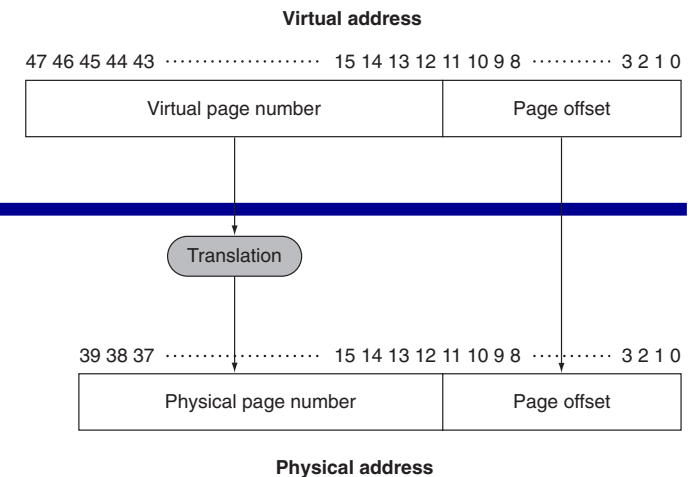 Virtual address
47 46 45 44 43 ····················· 15 14 13 12 11 10 9 8 ··········· 3 2 1 0
Virtual page number Page offset
Translation
39 38 37 ····················· 15 14 13 12 11 10 9 8 ··········· 3 2 1 0
Physical page number Page offset
Physical address